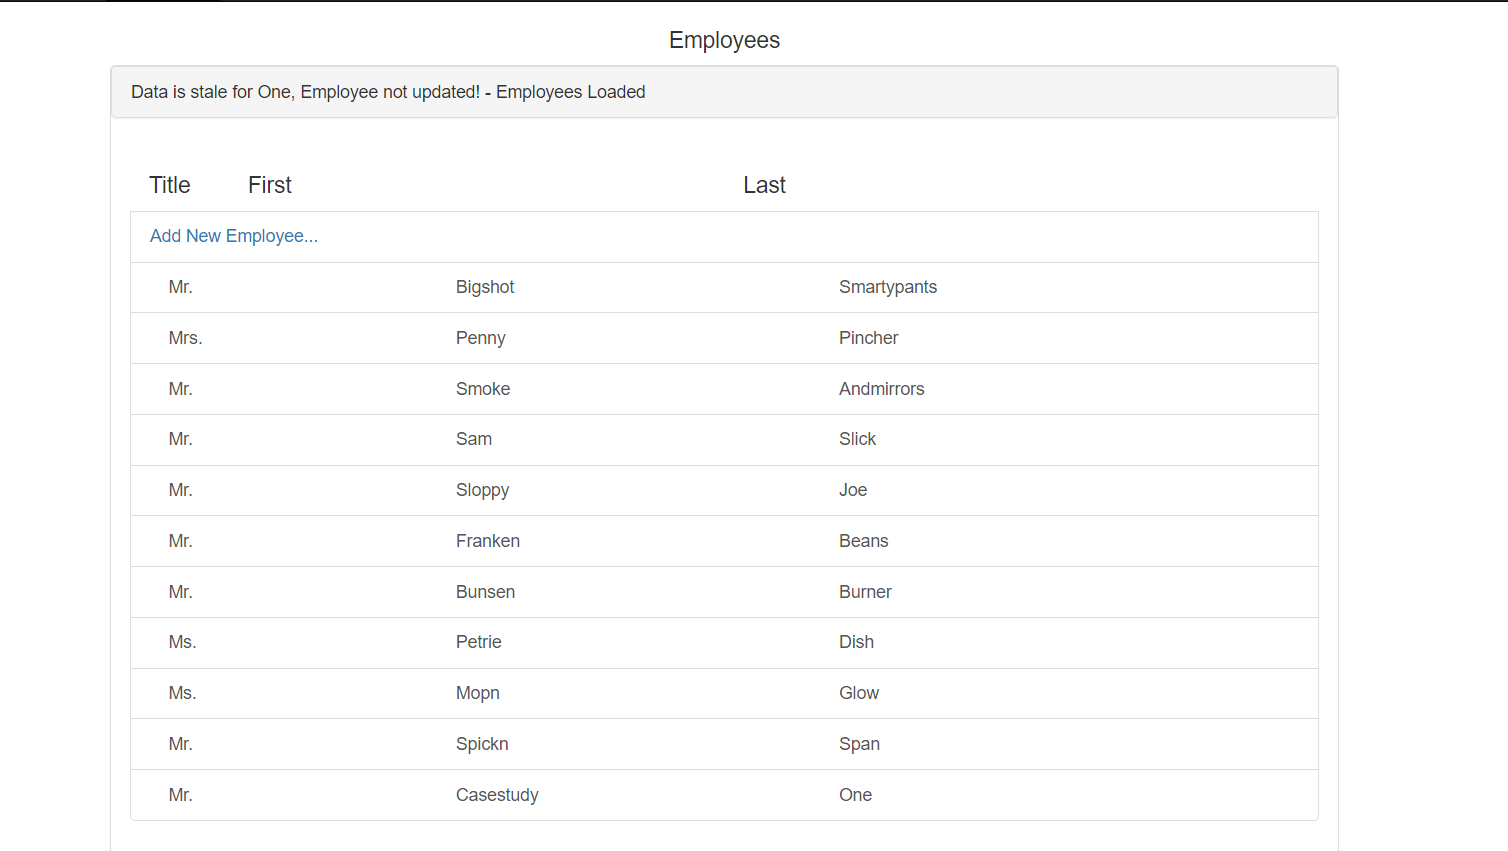 Employees
Data is stale for One, Employee not updated! - Employees Loaded
Title First Last
Add New Employee...
Mr. Bigshot Smartypants
Mrs. Penny Pincher
Mr. Smoke Andmirrors
Mr. Sam Slick
Mr. Sloppy Joe
Mr. Franken Beans
Mr. Bunsen Burner
Ms. Petrie Dish
Ms. Mopn Glow
Mr. Spickn Span
Mr. Casestudy One